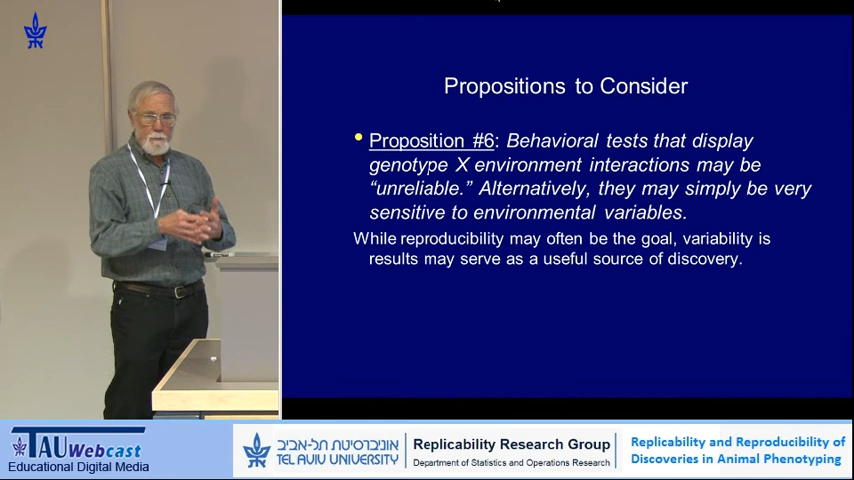 Propositions to Consider
• Proposition #6: Behavioral tests that display
genotype X environment interactions may be
“unreliable.” Alternatively, they may simply be very
sensitive to environmental variables.
While reproducibility may often be the goal, variability is
results may serve as a useful source of discovery.
TAU Webcast
Educational Digital Media
אוניברסיטת תל-אביב
TEL AVIV UNIVERSITY
Replicability Research Group
Department of Statistics and Operations Research
Replicability and Reproducibility of
Discoveries in Animal Phenotyping